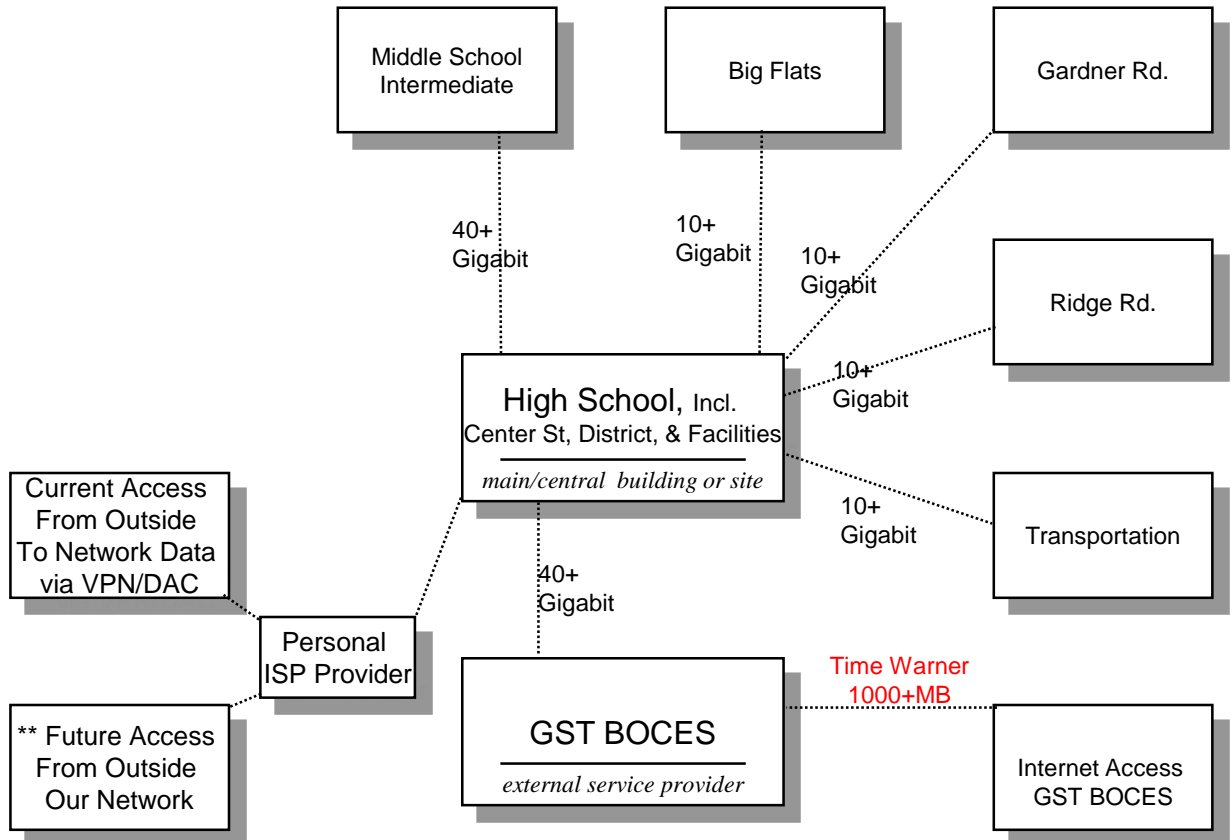 Middle School
Intermediate
Big Flats
Gardner Rd.
40+
Gigabit
10+
Gigabit
10+
Gigabit
Ridge Rd.
10+
Gigabit
High School, Incl.
Center St, District, & Facilities
main/central building or site
Current Access
From Outside
To Network Data
via VPN/DAC
10+
Gigabit
Transportation
40+
Gigabit
Personal
ISP Provider
Time Warner
1000+MB
** Future Access
From Outside
Our Network
GST BOCES
external service provider
Internet Access
GST BOCES